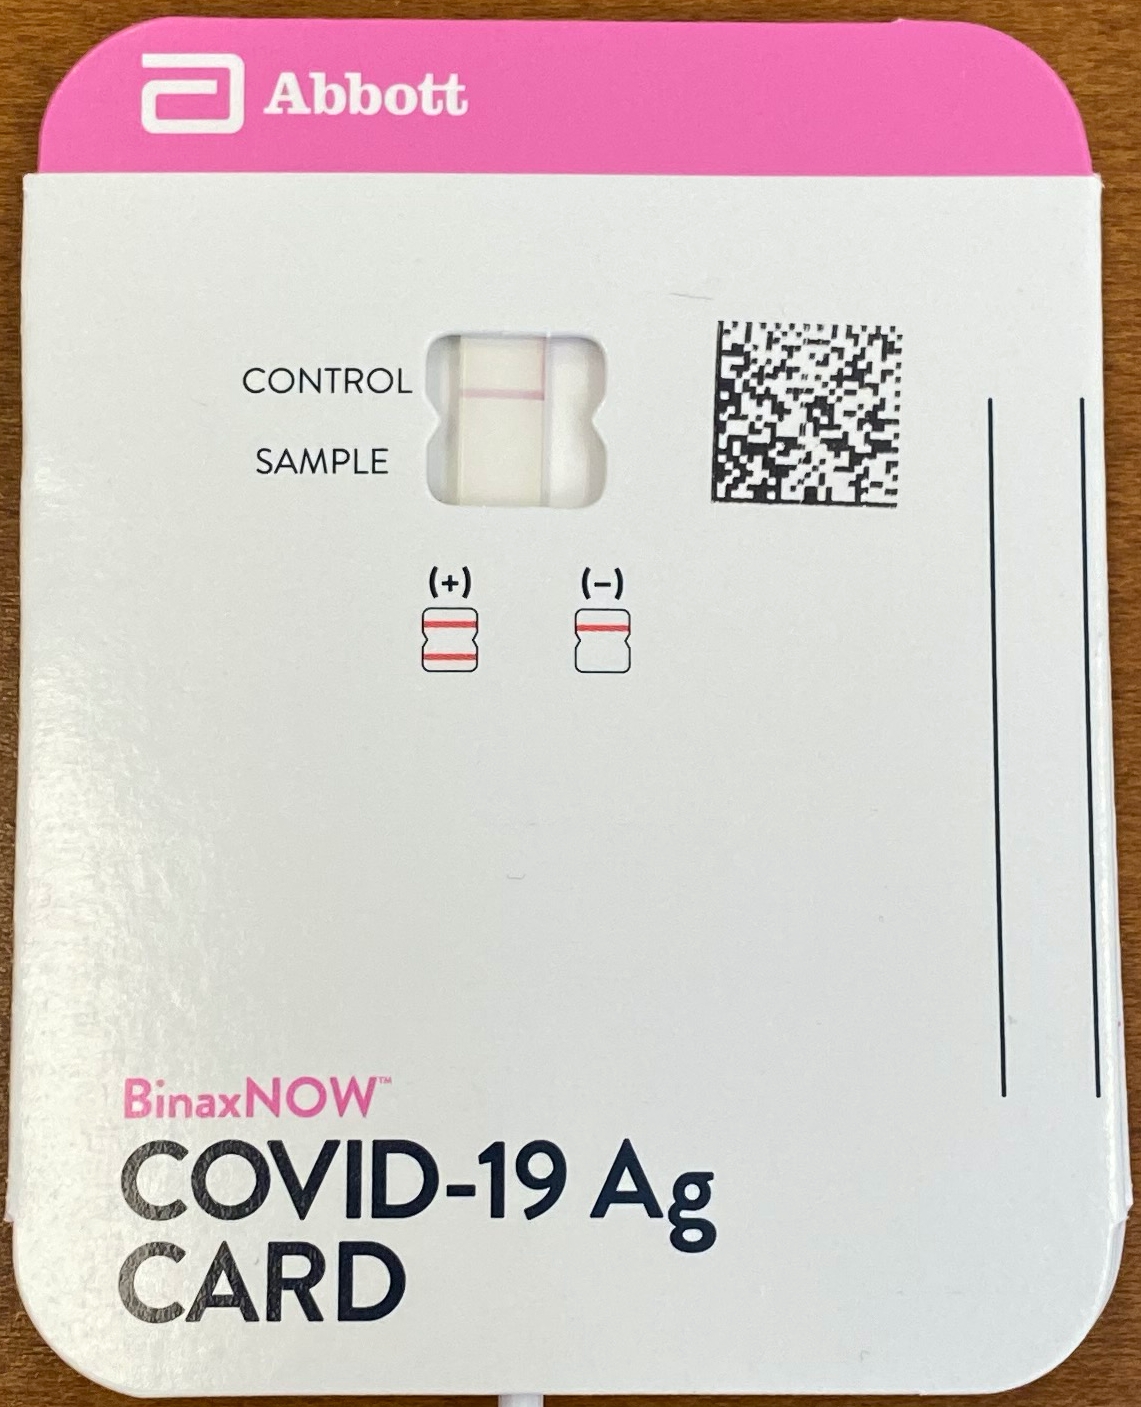 Abbott
CONTROL
SAMPLE
(+) (-)
BinaxNOW™
COVID-19 Ag
CARD